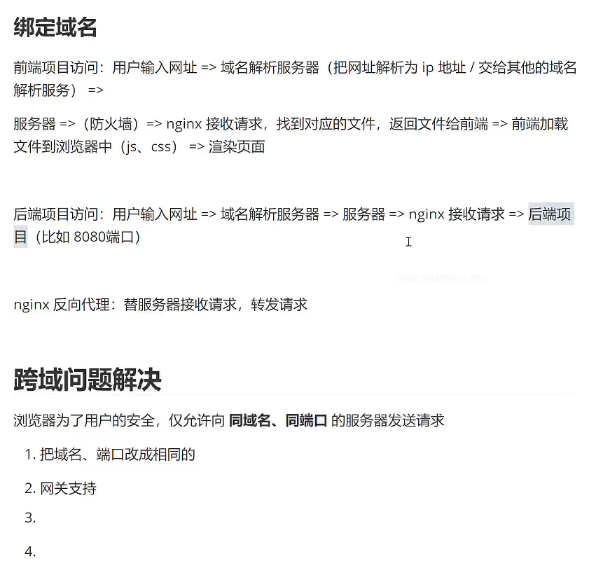 绑定域名
前端项目访问：用户输入网址 => 域名解析服务器（把网址解析为 ip 地址 / 交给其他的域名
解析服务） =>
服务器 =>（防火墙）=> nginx 接收请求，找到对应的文件，返回文件给前端 => 前端加载
文件到浏览器中（js、css） => 渲染页面
后端项目访问：用户输入网址 => 域名解析服务器 => 服务器 => nginx 接收请求 => 后端项
目（比如 8080端口）
nginx 反向代理：替服务器接收请求，转发请求
跨域问题解决
浏览器为了用户的安全，仅允许向 同域名、同端口 的服务器发送请求
1. 把域名、端口改成相同的
2. 网关支持
3.
4.